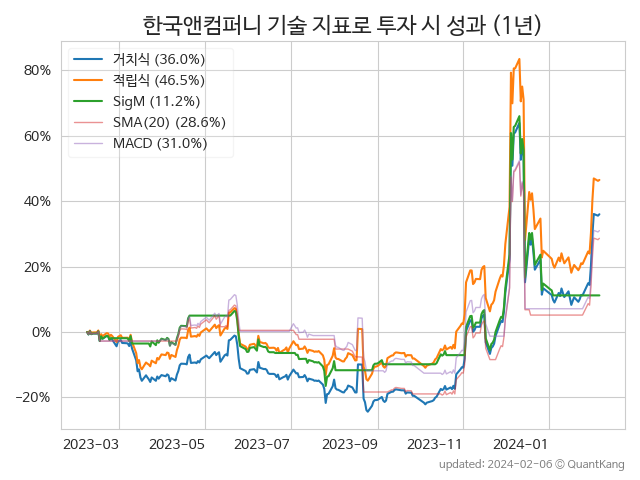 한국앤컴퍼니 기술 지표로 투자 시 성과 (1년)
거치식 (36.0%)
적립식 (46.5%)
SigM (11.2%)
SMA(20) (28.6%)
MACD (31.0%)
80%
60%
40%
20%
0%
−20%
2023-03 2023-05 2023-07 2023-09 2023-11 2024-01
updated: 2024-02-06 © QuantKang